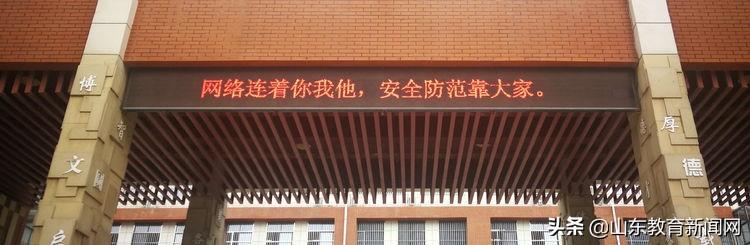 网络连着你我他，安全防范靠大家。
博
文
厚
德
头条 @山东教育新闻网